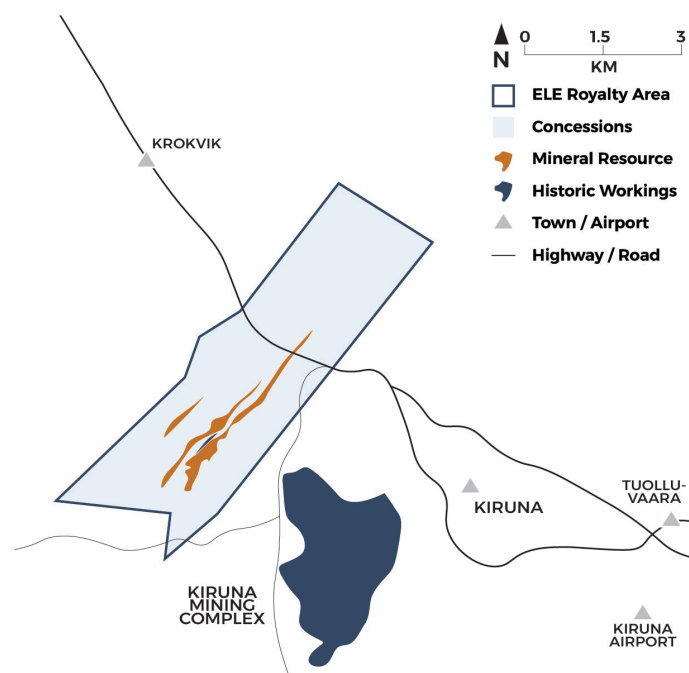 0 1.5 3
N
KM
ELE Royalty Area
Concessions
Mineral Resource
Historic Workings
Town / Airport
Highway / Road
KROKVIK
TUOLLU-
VAARA
KIRUNA
KIRUNA
MINING
COMPLEX
KIRUNA
AIRPORT